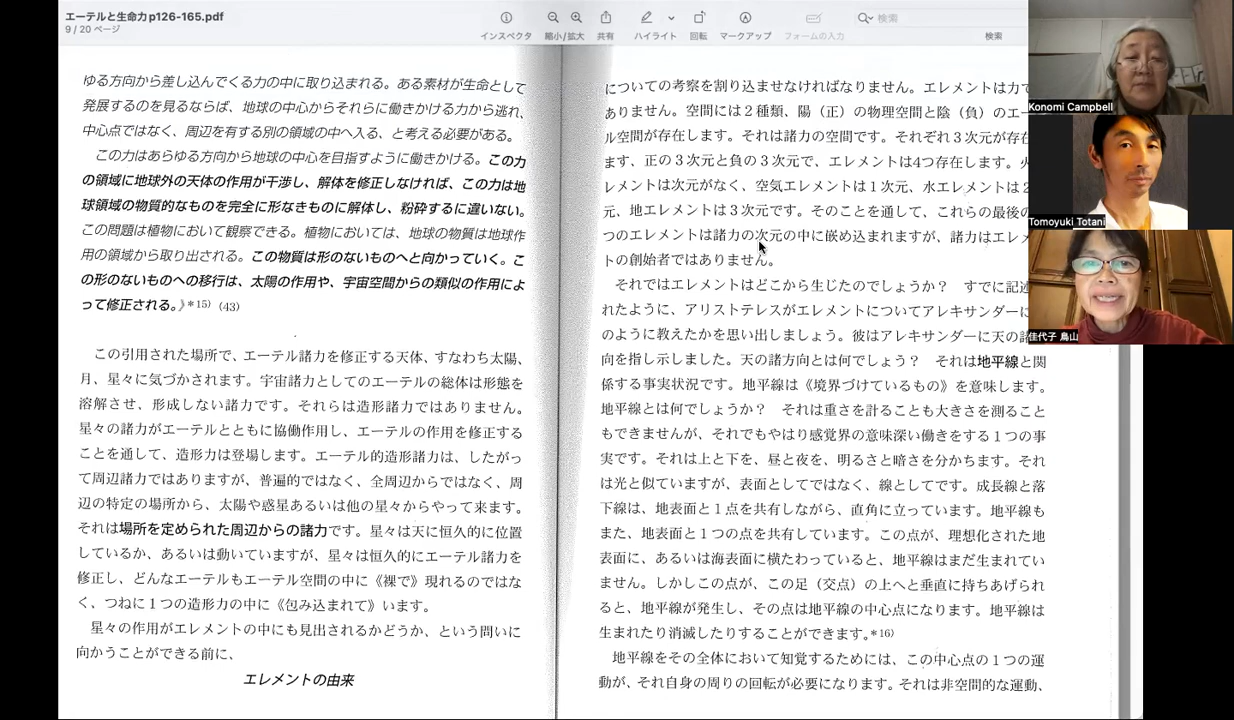 エーテルと生命力 p126-165.pdf
9 / 20 ページ
インスペクタ
縮小/拡大
共有
ハイライト
回転
マークアップ
フォームの入力
検索
検索
ゆる方向から差し込んでくる力の中に取り込まれる。ある素材が生命として
発展するのを見るならば、地球の中心からそれらに働きかける力から逃れ、
中心点ではなく、周辺を有する別の領域の中へ入る、と考える必要がある。
この力はあらゆる方向から地球の中心を目指すように働きかける。この力
の領域に地球外の天体の作用が干渉し、解体を修正しなければ、この力は地
球領域の物質的なものを完全に形なきものに解体し、粉砕するに違いない。
この問題は植物において観察できる。植物においては、地球の物質は地球作
用の領域から取り出される。この物質は形のないものへと向かっていく。こ
の形のないものへの移行は、太陽の作用や、宇宙空間からの類似の作用によ
って修正される。》*15) (43)
この引用された場所で、エーテル諸力を修正する天体、すなわち太陽、
月、星々に気づかされます。宇宙諸力としてのエーテルの総体は形態を
溶解させ、形成しない諸力です。それらは造形諸力ではありません。
星々の諸力がエーテルとともに協働作用し、エーテルの作用を修正する
ことを通して、造形力は登場します。エーテル的造形諸力は、したがっ
て周辺諸力ではありますが、普遍的ではなく、全周辺からではなく、周
辺の特定の場所から、太陽や惑星あるいは他の星々からやって来ます。
それは場所を定められた周辺からの諸力です。星々は天に恒久的に位置
しているか、あるいは動いていますが、星々は恒久的にエーテル諸力を
修正し、どんなエーテルもエーテル空間の中に《裸で》現れるのではな
く、つねに１つの造形力の中に《包み込まれて》います。
星々の作用がエレメントの中にも見出されるかどうか、という問いに
向かうことができる前に、
エレメントの由来
についての考察を割り込ませなければなりません。エレメントは力で
ありません。空間には２種類、陽（正）の物理空間と陰（負）のエー
ル空間が存在します。それは諸力の空間です。それぞれ３次元が存在
ます、正の３次元と負の３次元で、エレメントは4つ存在します。火
レメントは次元がなく、空気エレメントは１次元、水エレメントは２
元、地エレメントは３次元です。そのことを通して、これらの最後の
つのエレメントは諸力の次元の中に嵌め込まれますが、諸力はエレメ
トの創始者ではありません。
それではエレメントはどこから生じたのでしょうか？　すでに記述
れたように、アリストテレスがエレメントについてアレキサンダーに
のように教えたかを思い出しましょう。彼はアレキサンダーに天の諸
向を指し示しました。天の諸方向とは何でしょう？　それは地平線と関
係する事実状況です。地平線は《境界づけているもの》を意味します。
地平線とは何でしょうか？　それは重さを計ることも大きさを測ること
もできませんが、それでもやはり感覚界の意味深い働きをする１つの事
実です。それは上と下を、昼と夜を、明るさと暗さを分かちます。それ
は光と似ていますが、表面としてではなく、線としてです。成長線と落
下線は、地表面と１点を共有しながら、直角に立っています。地平線も
また、地表面と１つの点を共有しています。この点が、理想化された地
表面に、あるいは海表面に横たわっていると、地平線はまだ生まれてい
ません。しかしこの点が、この足（交点）の上へと垂直に持ちあげられ
ると、地平線が発生し、その点は地平線の中心点になります。地平線は
生まれたり消滅したりすることができます。*16)
地平線をその全体において知覚するためには、この中心点の１つの運
動が、それ自身の周りの回転が必要になります。それは非空間的な運動、
Konomi Campbell
Tomoyuki Totani
佳代子 鳥山